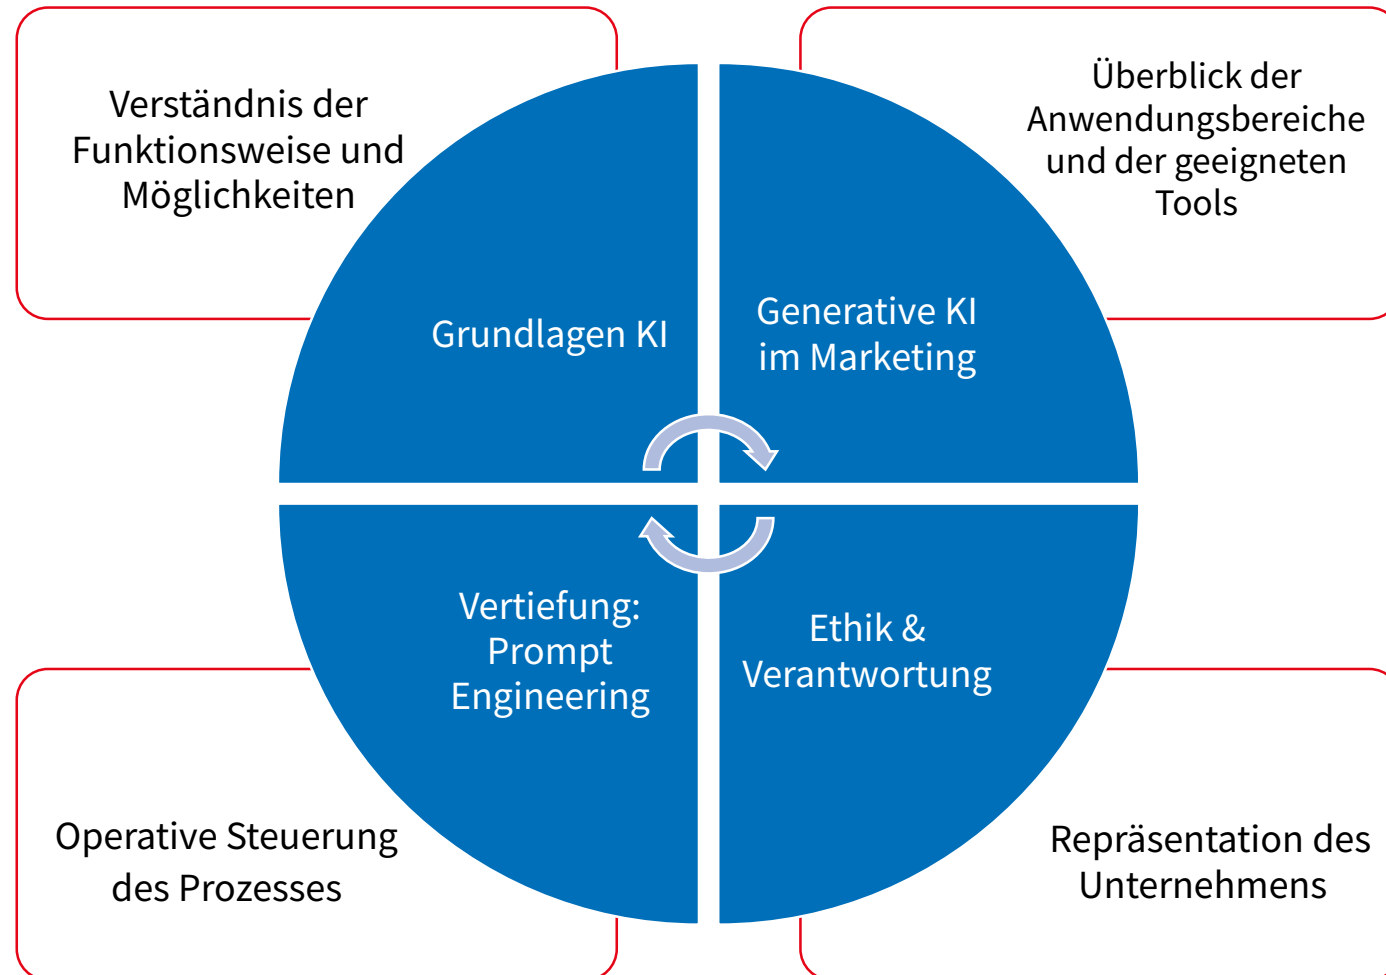 Verständnis der
Funktionsweise und
Möglichkeiten
Überblick der
Anwendungsbereiche
und der geeigneten
Tools
Grundlagen KI
Generative KI
im Marketing
Vertiefung:
Prompt
Engineering
Ethik &
Verantwortung
Operative Steuerung
des Prozesses
Repräsentation des
Unternehmens